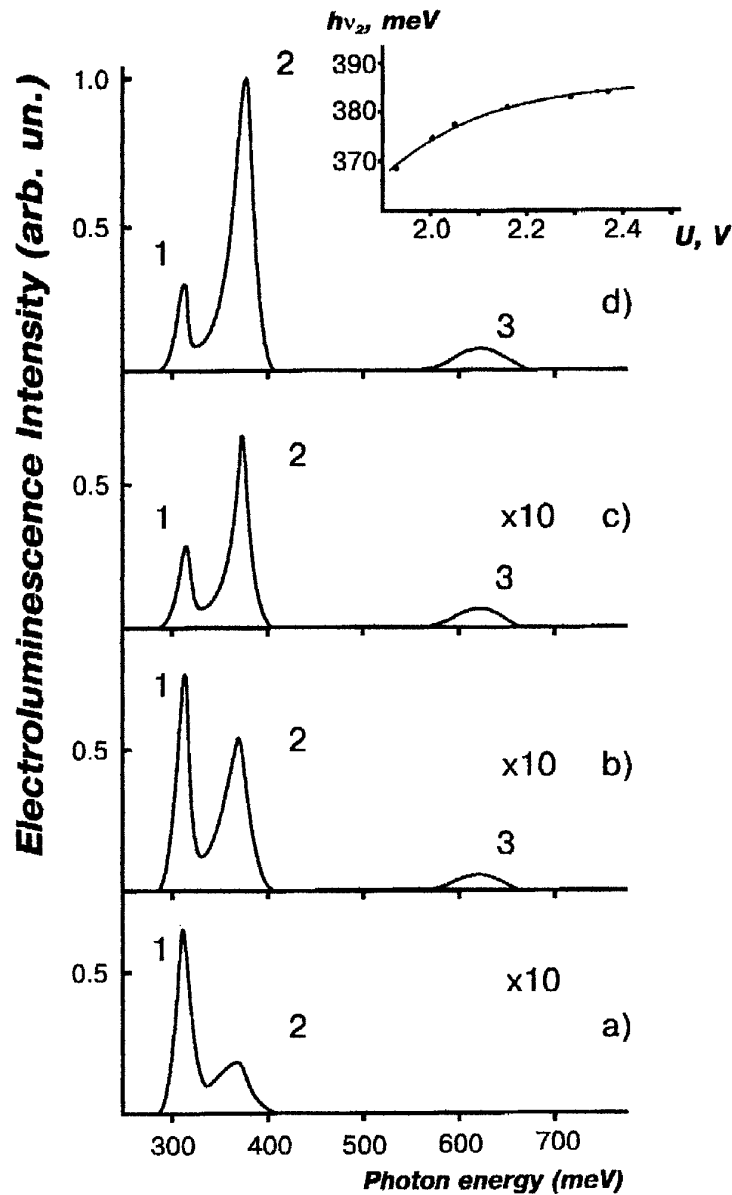 hν₂, meV
390
380
370
2.0 2.2 2.4 U, V
Electroluminescence Intensity (arb. un.)
1.0
0.5
1
2
3
d)
0.5
1
2
3
x10 c)
0.5
1
2
3
x10 b)
0.5
1
2
x10
a)
300 400 500 600 700
Photon energy (meV)